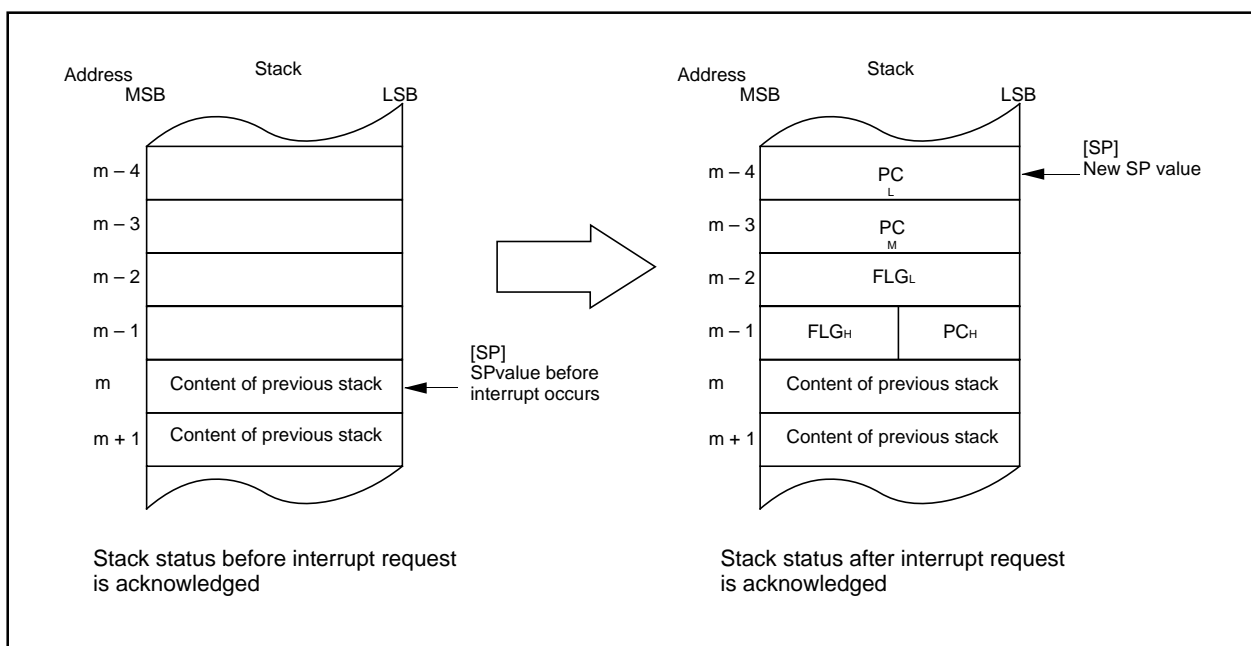 Address
Stack
MSB
LSB
m – 4
m – 3
m – 2
m – 1
m
Content of previous stack
m + 1
Content of previous stack
[SP]
SPvalue before
interrupt occurs
Stack status before interrupt request
is acknowledged
Address
Stack
MSB
LSB
m – 4
PC
L
[SP]
New SP value
m – 3
PC
M
m – 2
FLGL
m – 1
FLGH
PCH
m
Content of previous stack
m + 1
Content of previous stack
Stack status after interrupt request
is acknowledged